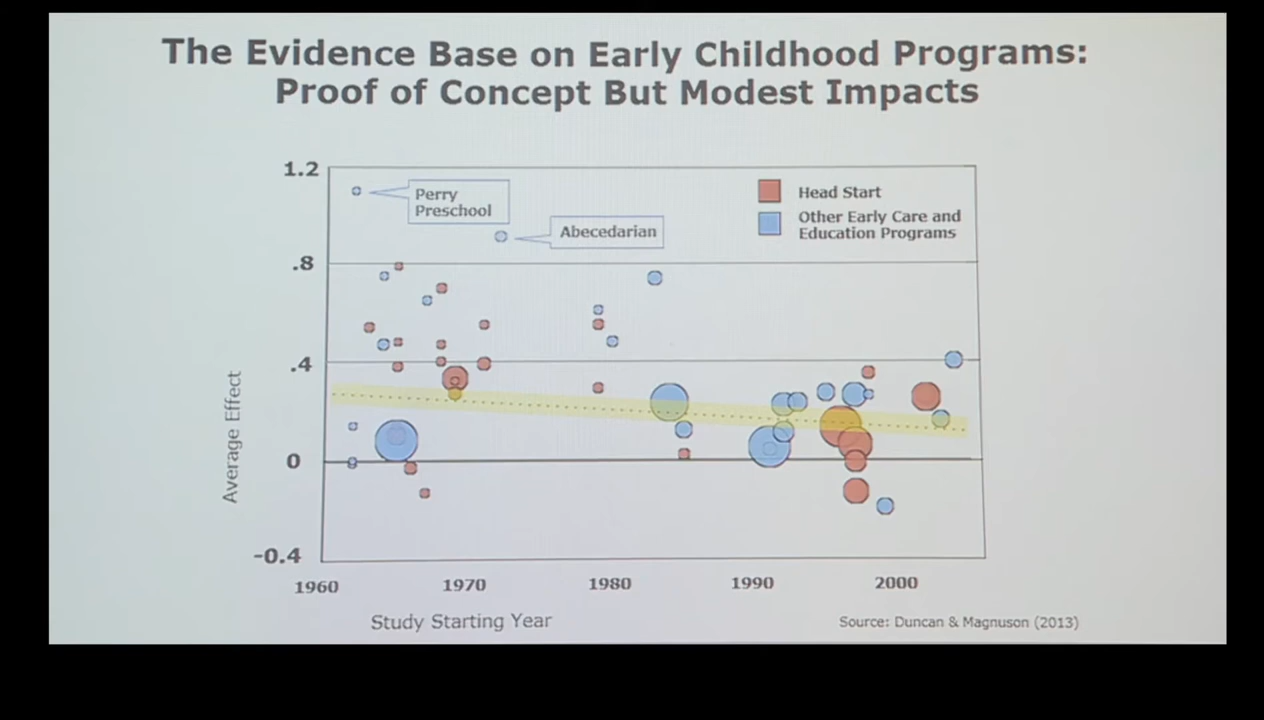 The Evidence Base on Early Childhood Programs:
Proof of Concept But Modest Impacts
1.2
.8
.4
0
-0.4
Average Effect
Perry
Preschool
Abecedarian
Head Start
Other Early Care and
Education Programs
1960
1970
1980
1990
2000
Study Starting Year
Source: Duncan & Magnuson (2013)